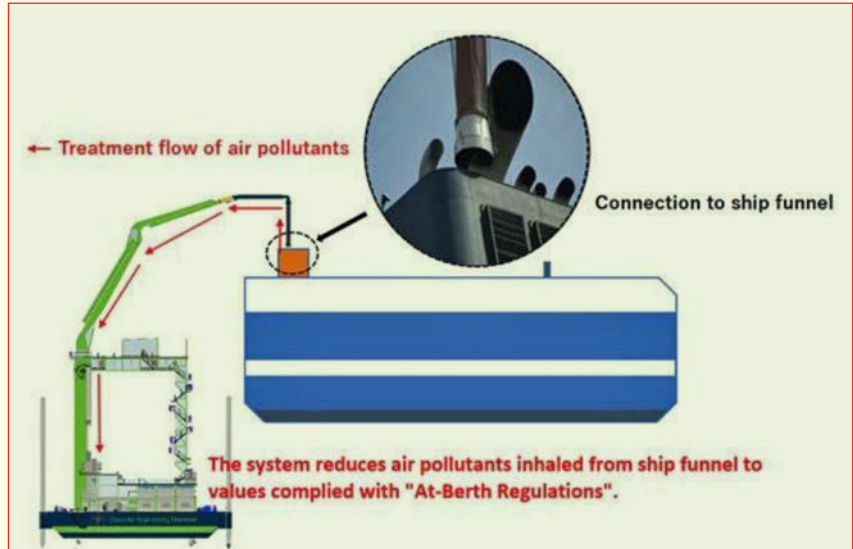 ← Treatment flow of air pollutants
Connection to ship funnel
The system reduces air pollutants inhaled from ship funnel to
values complied with "At-Berth Regulations".